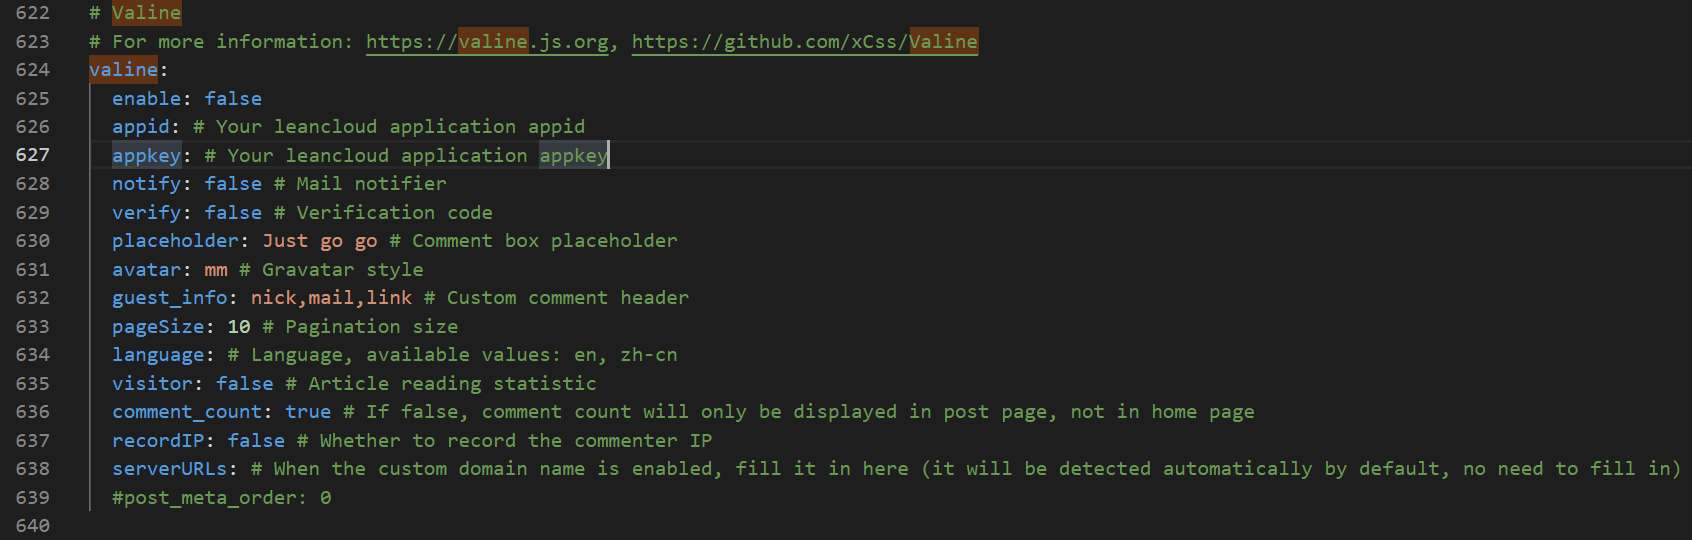 622 # Valine
623 # For more information: https://valine.js.org, https://github.com/xCss/Valine
624 valine:
625 enable: false
626 appid: # Your leancloud application appid
627 appkey: # Your leancloud application appkey
628 notify: false # Mail notifier
629 verify: false # Verification code
630 placeholder: Just go go # Comment box placeholder
631 avatar: mm # Gravatar style
632 guest_info: nick,mail,link # Custom comment header
633 pageSize: 10 # Pagination size
634 language: # Language, available values: en, zh-cn
635 visitor: false # Article reading statistic
636 comment_count: true # If false, comment count will only be displayed in post page, not in home page
637 recordIP: false # Whether to record the commenter IP
638 serverURLs: # When the custom domain name is enabled, fill it in here (it will be detected automatically by default, no need to fill in)
639 #post_meta_order: 0
640